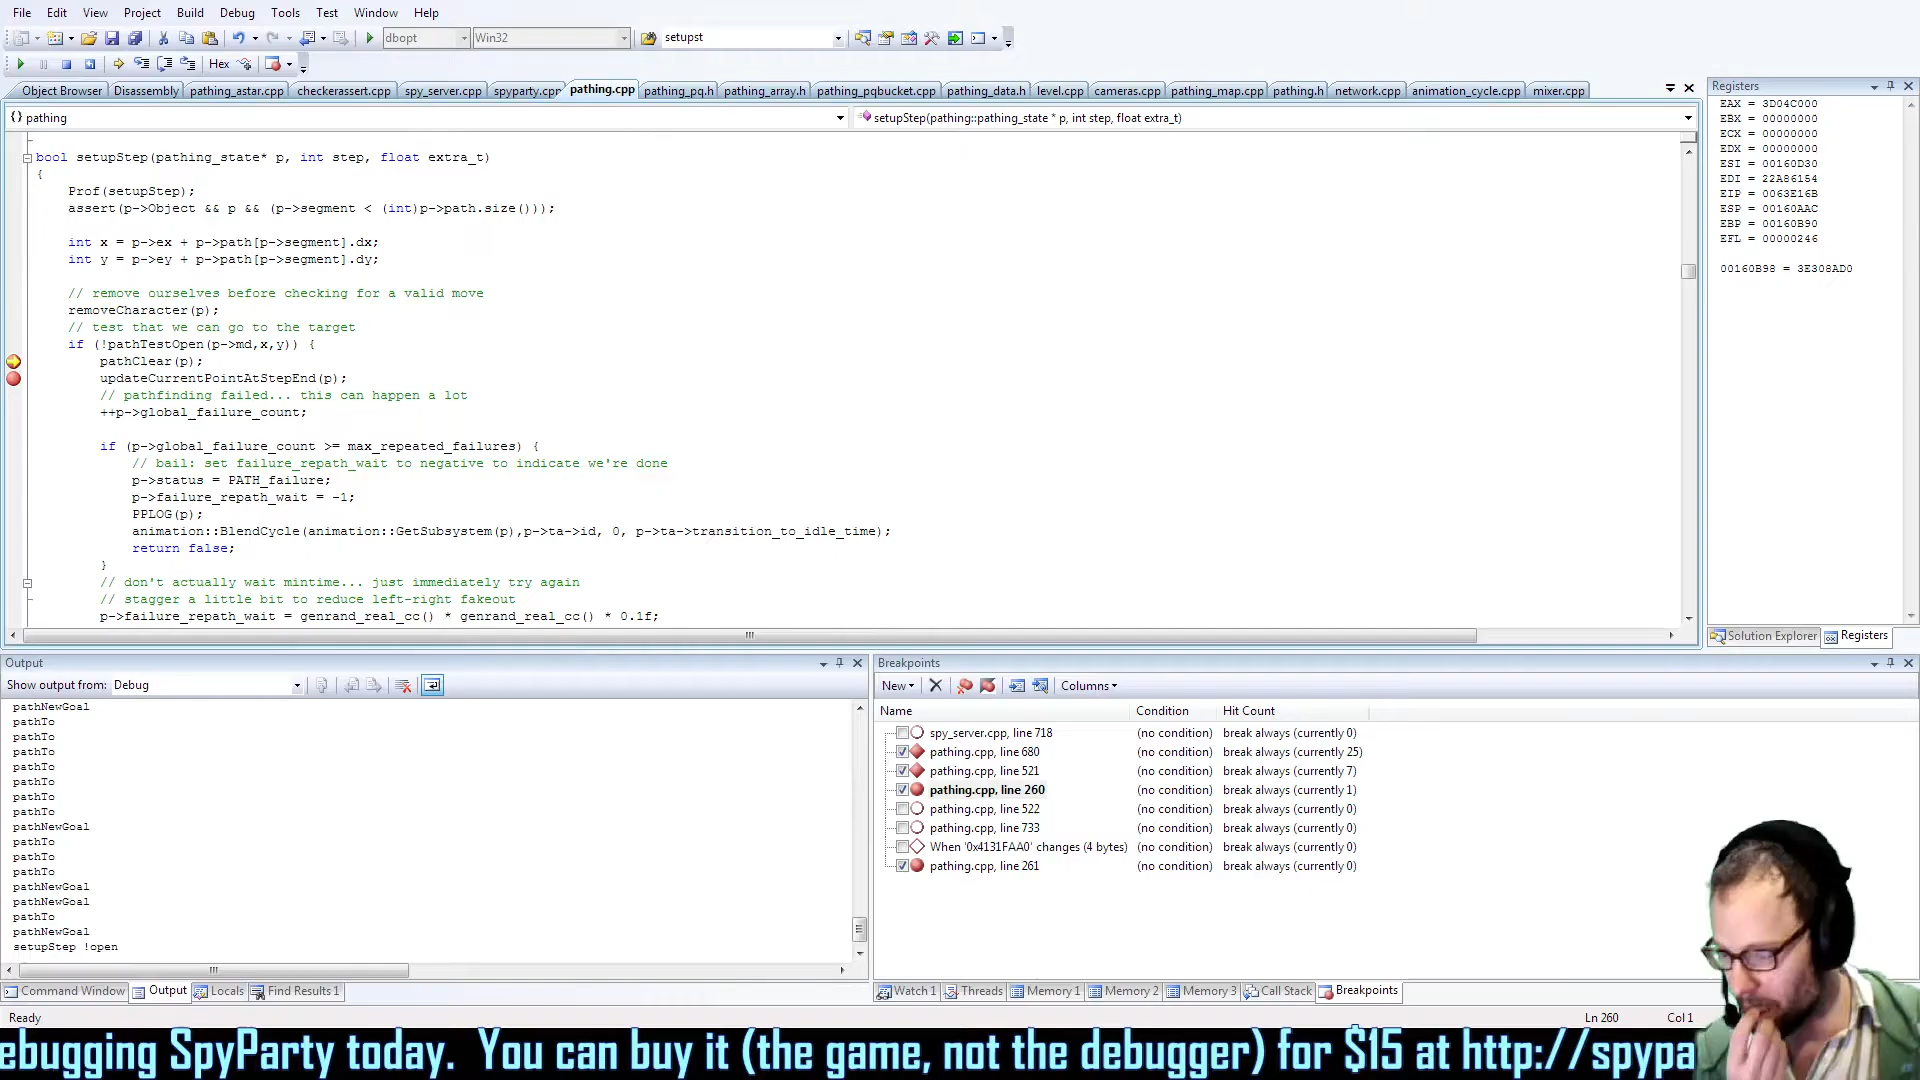 File Edit View Project Build Debug Tools Test Window Help
dbopt Win32 setupst
Hex
Object Browser Disassembly pathing_astar.cpp checkerassert.cpp spy_server.cpp spyparty.cpp pathing.cpp pathing_pq.h pathing_array.h pathing_pqbucket.cpp pathing_data.h level.cpp cameras.cpp pathing_map.cpp pathing.h network.cpp animation_cycle.cpp mixer.cpp
{} pathing setupStep(pathing::pathing_state * p, int step, float extra_t)
bool setupStep(pathing_state* p, int step, float extra_t)
{
Prof(setupStep);
assert(p->Object && p && (p->segment < (int)p->path.size()));
int x = p->ex + p->path[p->segment].dx;
int y = p->ey + p->path[p->segment].dy;
// remove ourselves before checking for a valid move
removeCharacter(p);
// test that we can go to the target
if (!pathTestOpen(p->md,x,y)) {
pathClear(p);
updateCurrentPointAtStepEnd(p);
// pathfinding failed... this can happen a lot
++p->global_failure_count;
if (p->global_failure_count >= max_repeated_failures) {
// bail: set failure_repath_wait to negative to indicate we're done
p->status = PATH_failure;
p->failure_repath_wait = -1;
PPLOG(p);
animation::BlendCycle(animation::GetSubsystem(p),p->ta->id, 0, p->ta->transition_to_idle_time);
return false;
}
// don't actually wait mintime... just immediately try again
// stagger a little bit to reduce left-right fakeout
p->failure_repath_wait = genrand_real_cc() * genrand_real_cc() * 0.1f;
Registers
EAX = 3D04C000
EBX = 00000000
ECX = 00000000
EDX = 00000000
ESI = 00160D30
EDI = 22A86154
EIP = 0063E16B
ESP = 00160AAC
EBP = 00160B90
EFL = 00000246
00160B98 = 3E308AD0
Solution Explorer Registers
Output
Show output from: Debug
pathNewGoal
pathTo
pathTo
pathTo
pathTo
pathTo
pathTo
pathTo
pathNewGoal
pathTo
pathTo
pathTo
pathNewGoal
pathNewGoal
pathTo
pathNewGoal
setupStep !open
Command Window Output Locals Find Results 1
Breakpoints
New Columns
Name Condition Hit Count
spy_server.cpp, line 718 (no condition) break always (currently 0)
pathing.cpp, line 680 (no condition) break always (currently 25)
pathing.cpp, line 521 (no condition) break always (currently 7)
pathing.cpp, line 260 (no condition) break always (currently 1)
pathing.cpp, line 522 (no condition) break always (currently 0)
pathing.cpp, line 733 (no condition) break always (currently 0)
When '0x4131FAA0' changes (4 bytes) (no condition) break always (currently 0)
pathing.cpp, line 261 (no condition) break always (currently 0)
Watch 1 Threads Memory 1 Memory 2 Memory 3 Call Stack Breakpoints
Ready Ln 260 Col 1
ebugging SpyParty today. You can buy it (the game, not the debugger) for $15 at http://spypa